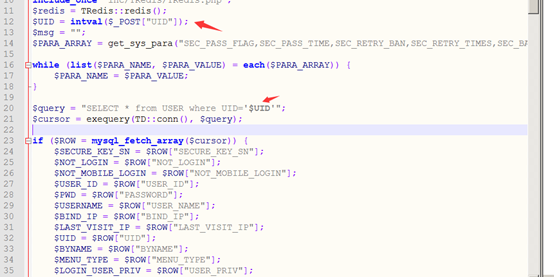 10 include_once "inc/TRedis/TRedis.php";
11 $redis = TRedis::redis();
12 $UID = intval($_POST["UID"]);
13 $msg = "";
14 $PARA_ARRAY = get_sys_para("SEC_PASS_FLAG,SEC_PASS_TIME,SEC_RETRY_BAN,SEC_RETRY_TIMES,SEC_BA
15
16 while (list($PARA_NAME, $PARA_VALUE) = each($PARA_ARRAY)) {
17 $PARA_NAME = $PARA_VALUE;
18 }
19
20 $query = "SELECT * from USER where UID='$UID'";
21 $cursor = exequery(TD::conn(), $query);
22
23 if ($ROW = mysql_fetch_array($cursor)) {
24 $SECURE_KEY_SN = $ROW["SECURE_KEY_SN"];
25 $NOT_LOGIN = $ROW["NOT_LOGIN"];
26 $NOT_MOBILE_LOGIN = $ROW["NOT_MOBILE_LOGIN"];
27 $USER_ID = $ROW["USER_ID"];
28 $PWD = $ROW["PASSWORD"];
29 $USERNAME = $ROW["USER_NAME"];
30 $BIND_IP = $ROW["BIND_IP"];
31 $LAST_VISIT_IP = $ROW["LAST_VISIT_IP"];
32 $UID = $ROW["UID"];
33 $BYNAME = $ROW["BYNAME"];
34 $MENU_TYPE = $ROW["MENU_TYPE"];
35 $LOGIN_USER_PRIV = $ROW["USER_PRIV"];